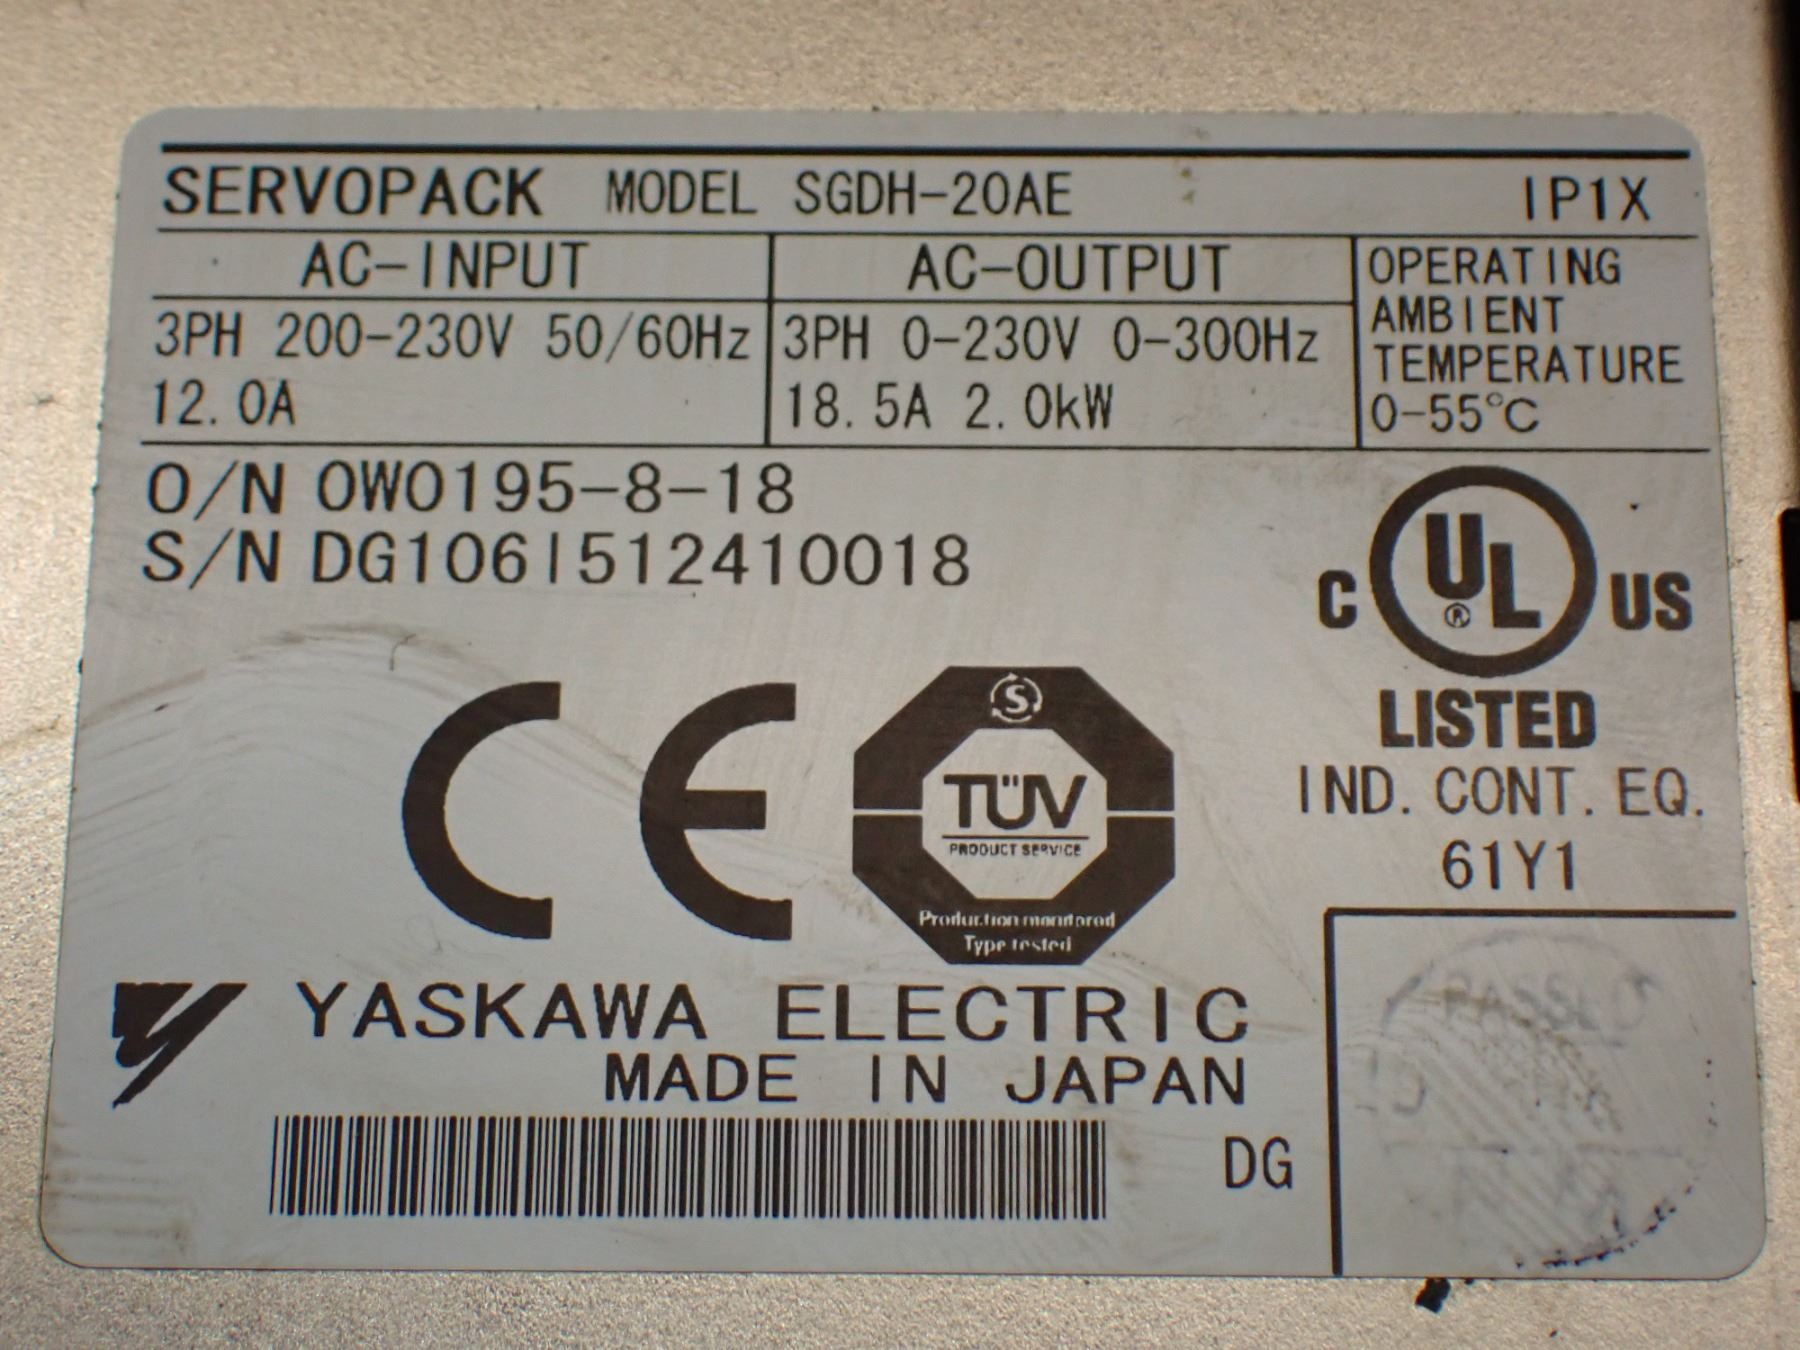 SERVOPACK MODEL SGDH-20AE IP1X
AC-INPUT
3PH 200-230V 50/60Hz
12.0A
AC-OUTPUT
3PH 0-230V 0-300Hz
18.5A 2.0kW
OPERATING
AMBIENT
TEMPERATURE
0-55°C
O/N 0W0195-8-18
S/N DG106I512410018
C UL ® US
LISTED
IND. CONT. EQ.
61Y1
CE
S
TÜV
PRODUCT SERVICE
Production monitored
Type tested
YASKAWA ELECTRIC
MADE IN JAPAN
DG